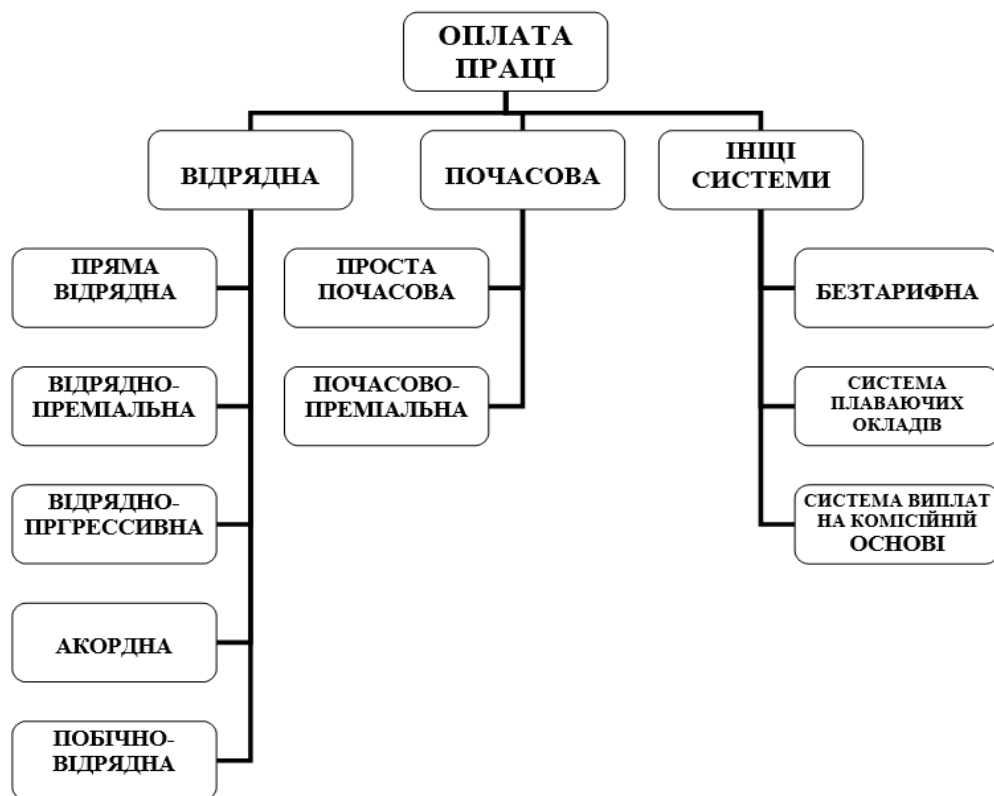 ОПЛАТА
ПРАЦІ
ВІДРЯДНА
ПОЧАСОВА
ІНЩІ
СИСТЕМИ
ПРЯМА
ВІДРЯДНА
ПРОСТА
ПОЧАСОВА
БЕЗТАРИФНА
ВІДРЯДНО-
ПРЕМІАЛЬНА
ПОЧАСОВО-
ПРЕМІАЛЬНА
СИСТЕМА
ПЛАВАЮЧИХ
ОКЛАДІВ
ВІДРЯДНО-
ПРГРЕССИВНА
СИСТЕМА ВИПЛАТ
НА КОМІСІЙНІЙ
ОСНОВІ
АКОРДНА
ПОБІЧНО-
ВІДРЯДНА